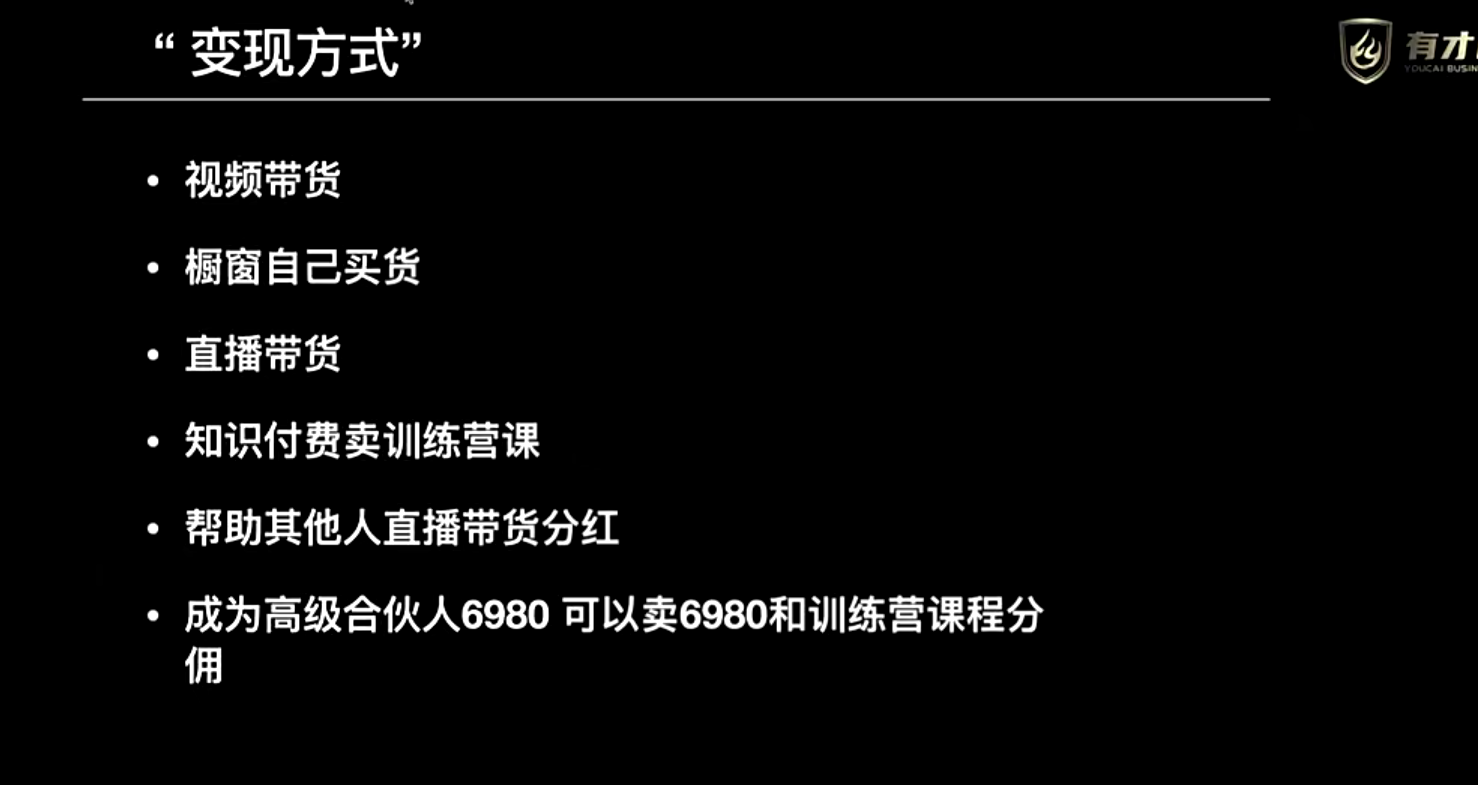 “ 变现方式”
有才
YOUCAI BUSIN
• 视频带货
• 橱窗自己买货
• 直播带货
• 知识付费卖训练营课
• 帮助其他人直播带货分红
• 成为高级合伙人6980 可以卖6980和训练营课程分
佣